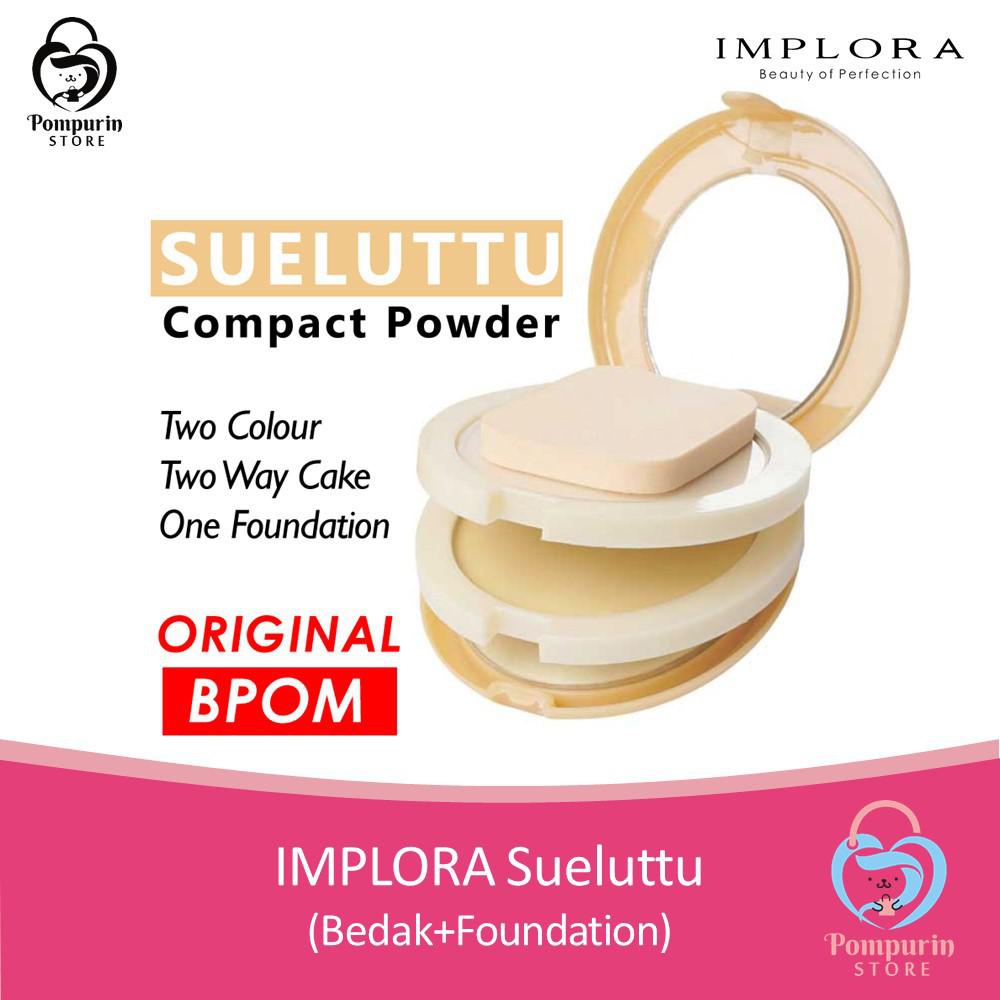 Pompurin
STORE
IMPLORA
Beauty of Perfection
SUELUTTU
Compact Powder
Two Colour
Two Way Cake
One Foundation
ORIGINAL
BPOM
IMPLORA Sueluttu
(Bedak+Foundation)
Pompurin
STORE